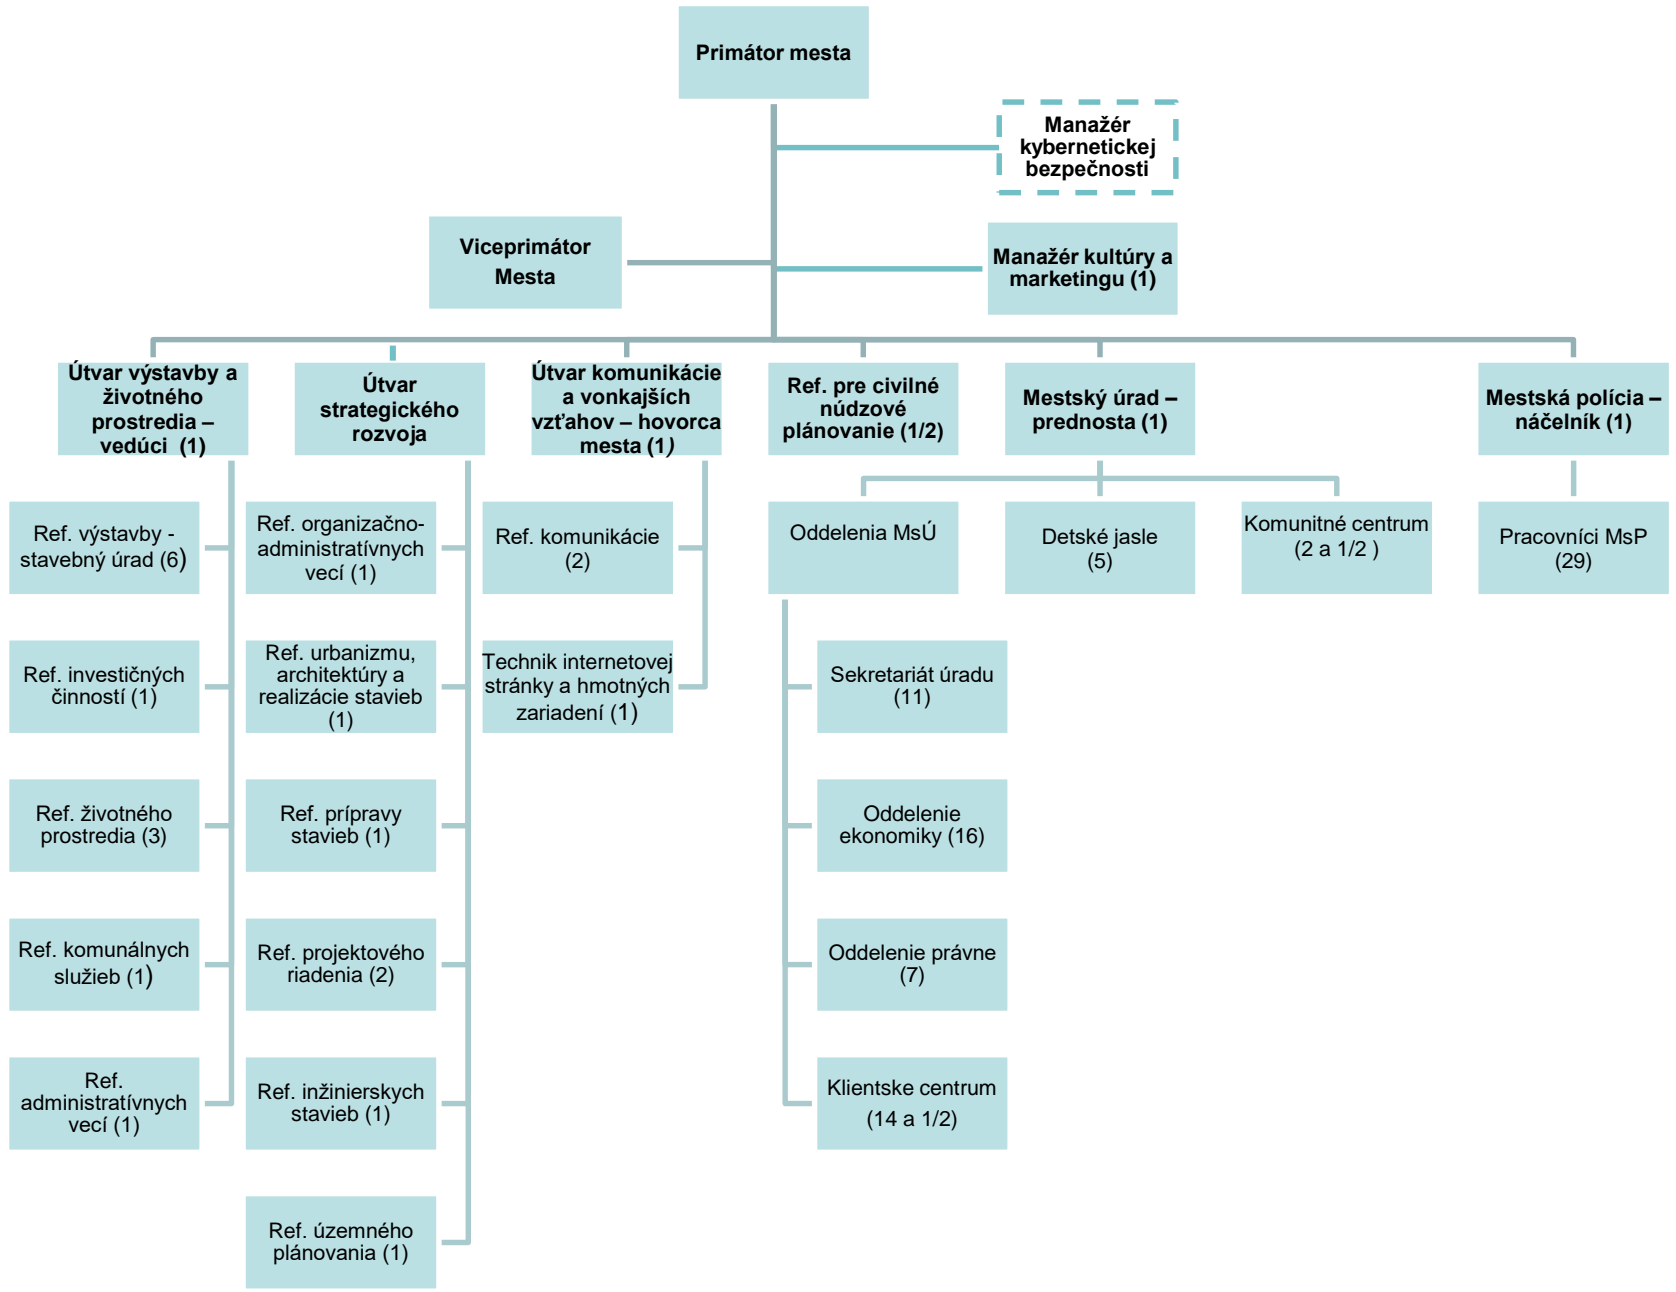 Primátor mesta
Manažér
kybernetickej
bezpečnosti
Viceprimátor
Mesta
Manažér kultúry a
marketingu (1)
Útvar výstavby a
životného
prostredia –
vedúci (1)
Útvar
strategického
rozvoja
Útvar komunikácie
a vonkajších
vzťahov – hovorca
mesta (1)
Ref. pre civilné
núdzové
plánovanie (1/2)
Mestský úrad –
prednosta (1)
Mestská polícia –
náčelník (1)
Ref. výstavby -
stavebný úrad (6)
Ref. organizačno-
administratívnych
vecí (1)
Ref. komunikácie
(2)
Oddelenia MsÚ
Detské jasle
(5)
Komunitné centrum
(2 a 1/2 )
Pracovníci MsP
(29)
Ref. investičných
činností (1)
Ref. urbanizmu,
architektúry a
realizácie stavieb
(1)
Technik internetovej
stránky a hmotných
zariadení (1)
Sekretariát úradu
(11)
Ref. životného
prostredia (3)
Ref. prípravy
stavieb (1)
Oddelenie
ekonomiky (16)
Ref. komunálnych
služieb (1)
Ref. projektového
riadenia (2)
Oddelenie právne
(7)
Ref.
administratívnych
vecí (1)
Ref. inžinierskych
stavieb (1)
Klientske centrum
(14 a 1/2)
Ref. územného
plánovania (1)